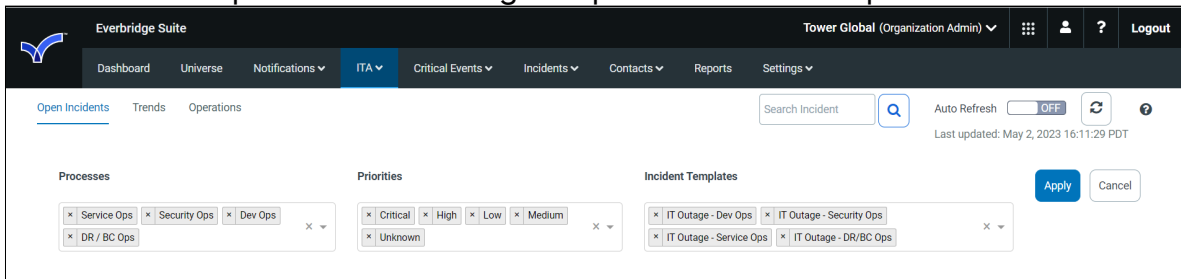 Everbridge Suite
Tower Global (Organization Admin)
?
Logout
Dashboard Universe Notifications ITA Critical Events Incidents Contacts Reports Settings
Open Incidents Trends Operations
Search Incident
Auto Refresh OFF
Last updated: May 2, 2023 16:11:29 PDT
Processes Priorities Incident Templates
Apply Cancel
× Service Ops × Security Ops × Dev Ops
× DR / BC Ops
× Critical × High × Low × Medium
× Unknown
× IT Outage - Dev Ops × IT Outage - Security Ops
× IT Outage - Service Ops × IT Outage - DR/BC Ops